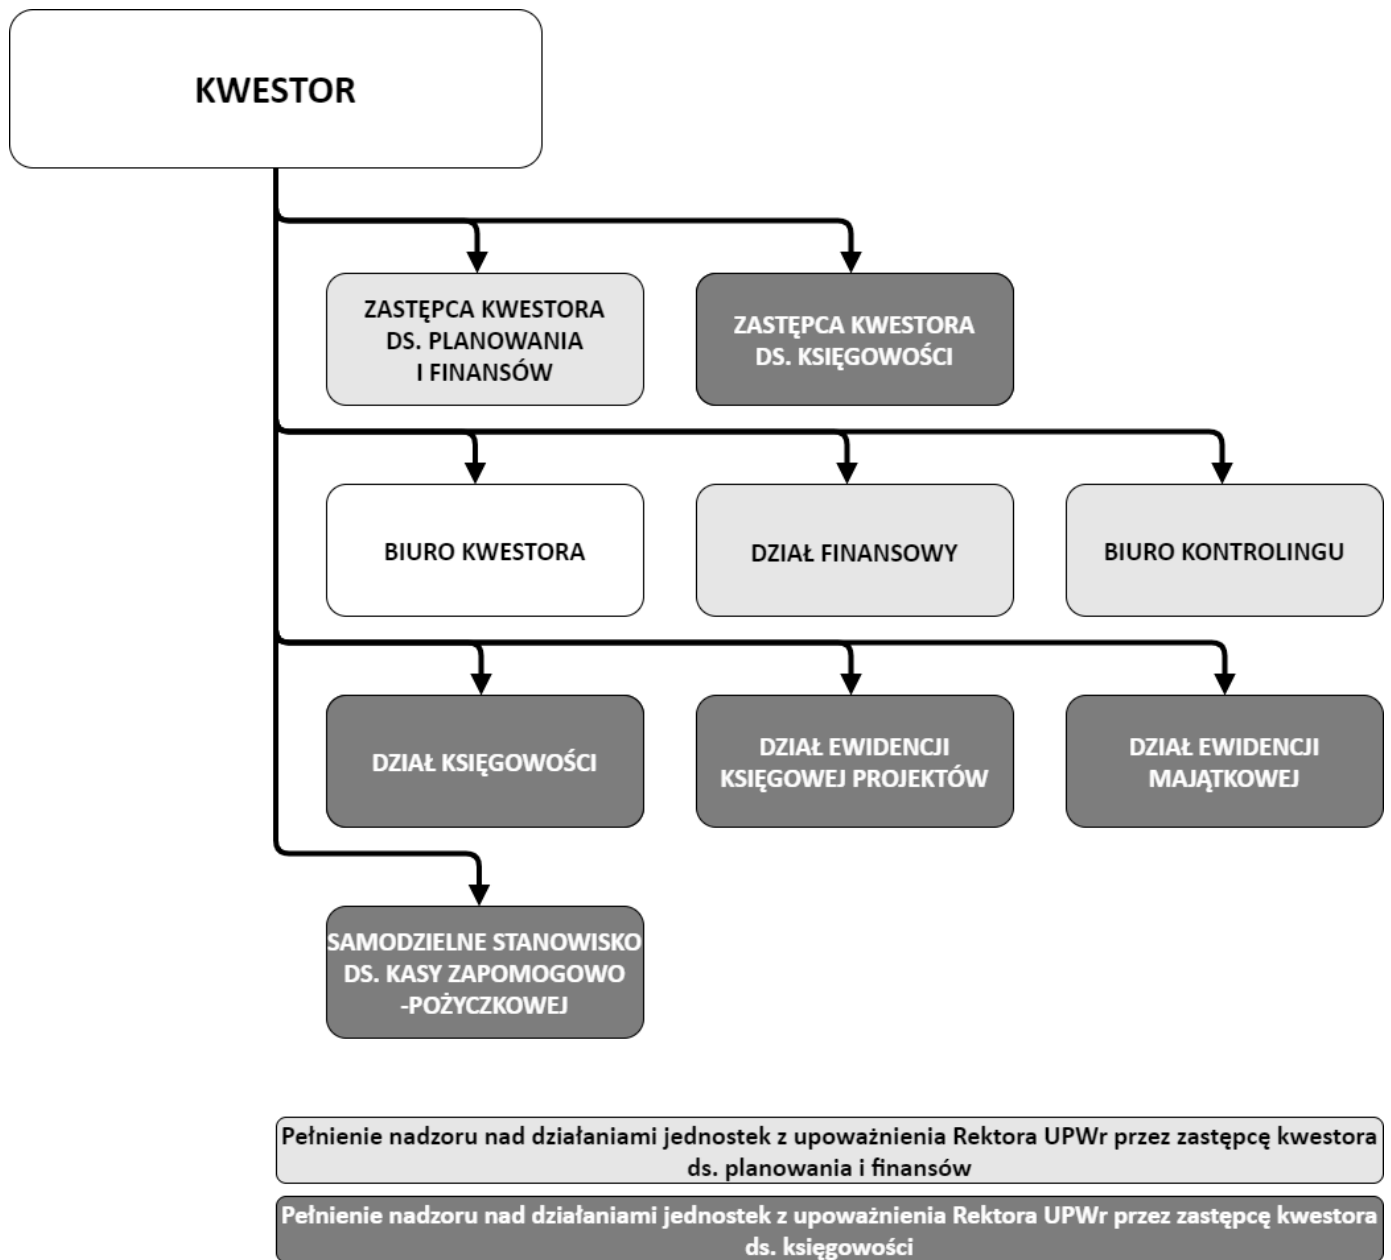 KWESTOR
ZASTĘPCA KWESTORA
DS. PLANOWANIA
I FINANSÓW
ZASTĘPCA KWESTORA
DS. KSIĘGOWOŚCI
BIURO KWESTORA
DZIAŁ FINANSOWY
BIURO KONTROLINGU
DZIAŁ KSIĘGOWOŚCI
DZIAŁ EWIDENCJI
KSIĘGOWEJ PROJEKTÓW
DZIAŁ EWIDENCJI
MAJĄTKOWEJ
SAMODZIELNE STANOWISKO
DS. KASY ZAPOMOGOWO
-POŻYCZKOWEJ
Pełnienie nadzoru nad działaniami jednostek z upoważnienia Rektora UPWr przez zastępcę kwestora
ds. planowania i finansów
Pełnienie nadzoru nad działaniami jednostek z upoważnienia Rektora UPWr przez zastępcę kwestora
ds. księgowości